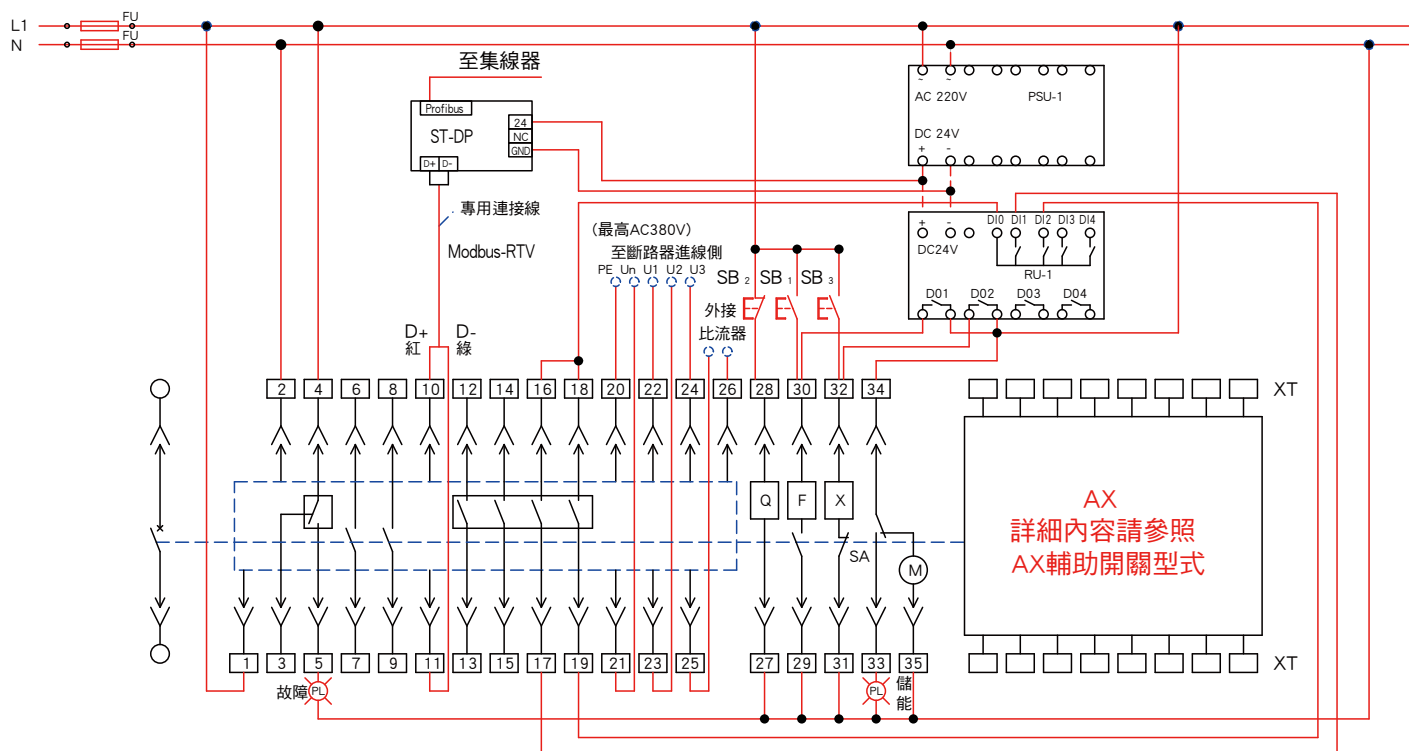 L1 FU
N FU
至集線器
Profibus
ST-DP
24
NC
GND
D+ D-
專用連接線
Modbus-RTV
D+ D-
紅 綠
(最高AC380V)
至斷路器進線側
PE Un U1 U2 U3
SB 2 SB 1 SB 3
外接
比流器
~ ~
AC 220V PSU-1
DC 24V
+ -
+ - DI0 DI1 DI2 DI3 DI4
DC24V
RU-1
D01 D02 D03 D04
2 4 6 8 10 12 14 16 18 20 22 24 26 28 30 32 34
XT
Q F X
SA
M
AX
詳細內容請參照
AX輔助開關型式
1 3 5 7 9 11 13 15 17 19 21 23 25 27 29 31 33 35
XT
故障 PL
PL 儲
能